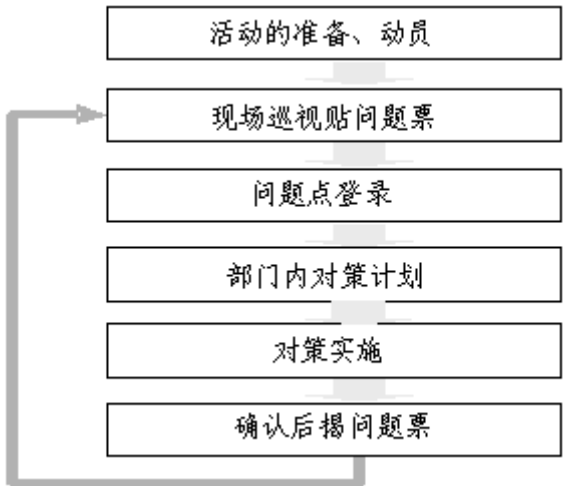 活动的准备、动员
现场巡视贴问题票
问题点登录
部门内对策计划
对策实施
确认后揭问题票